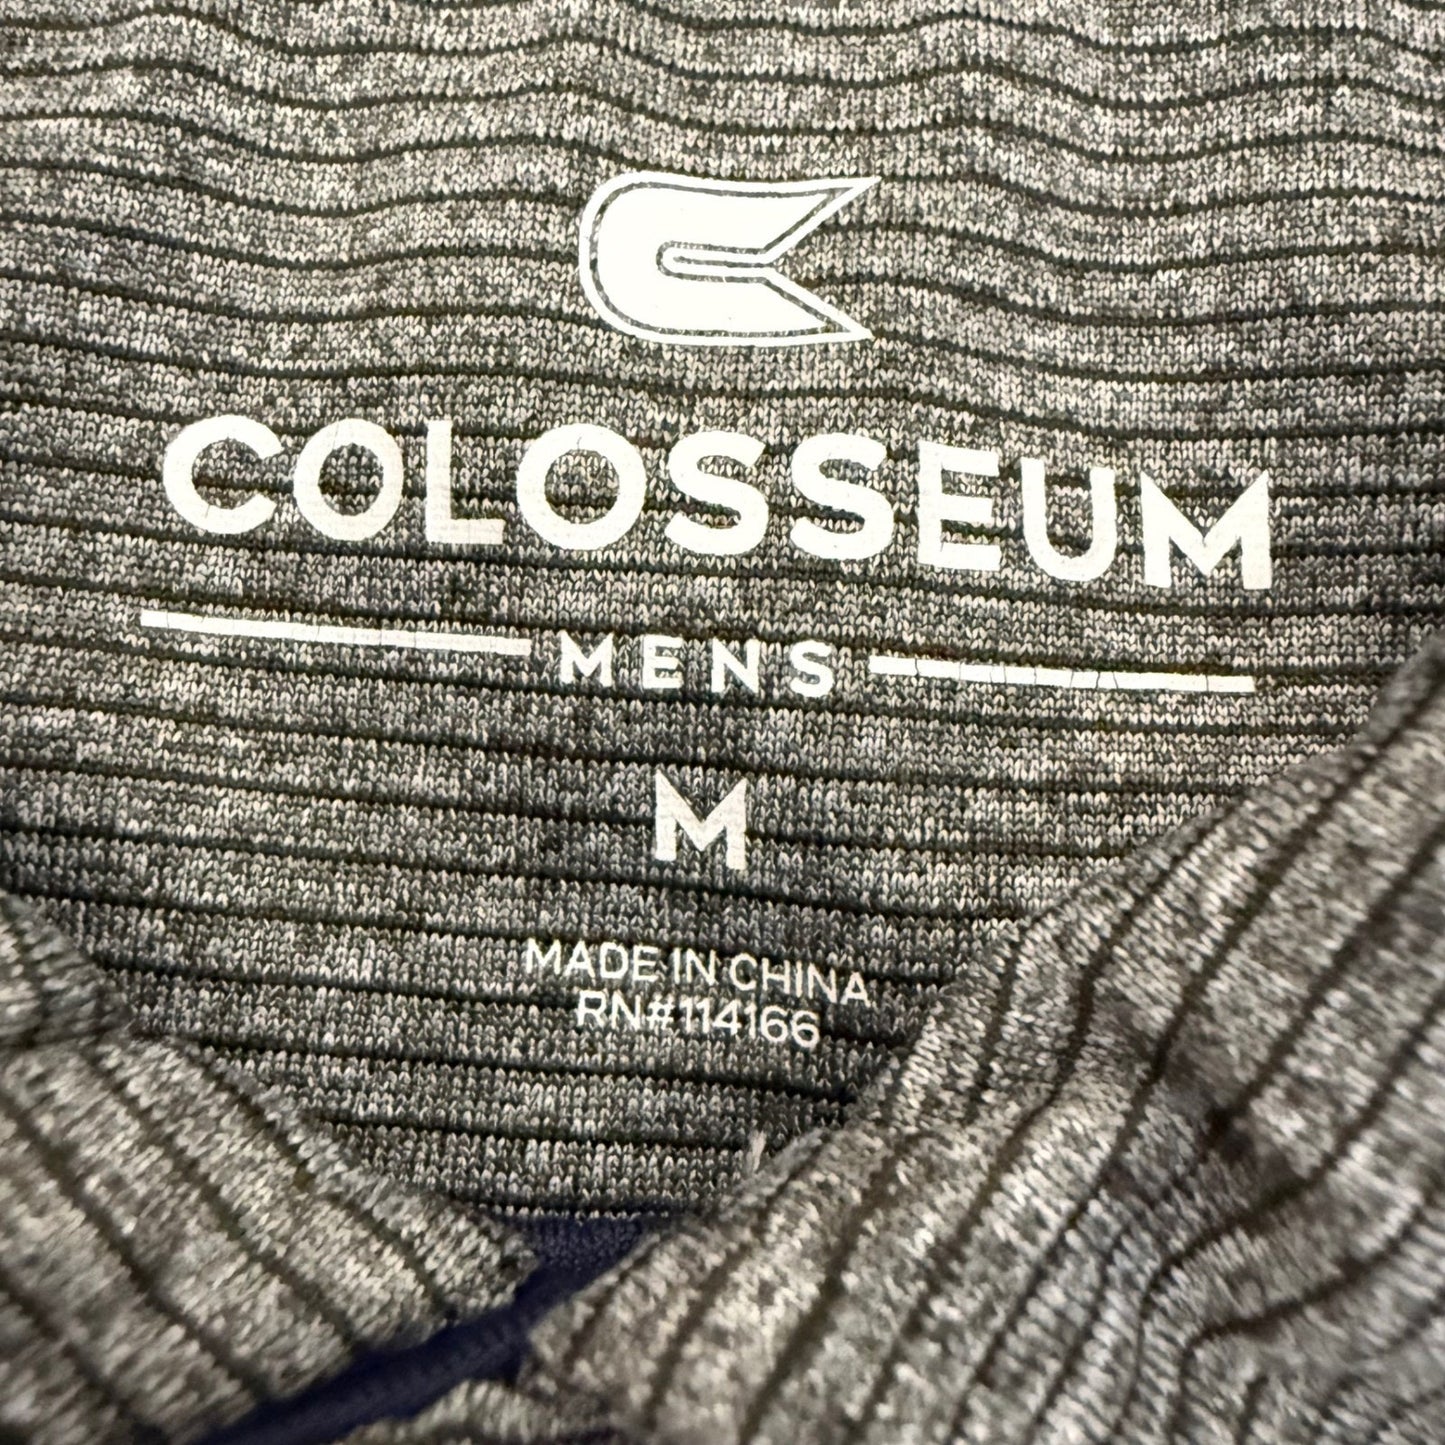 COLOSSEUM
MENS
M
MADE IN CHINA
RN#114166